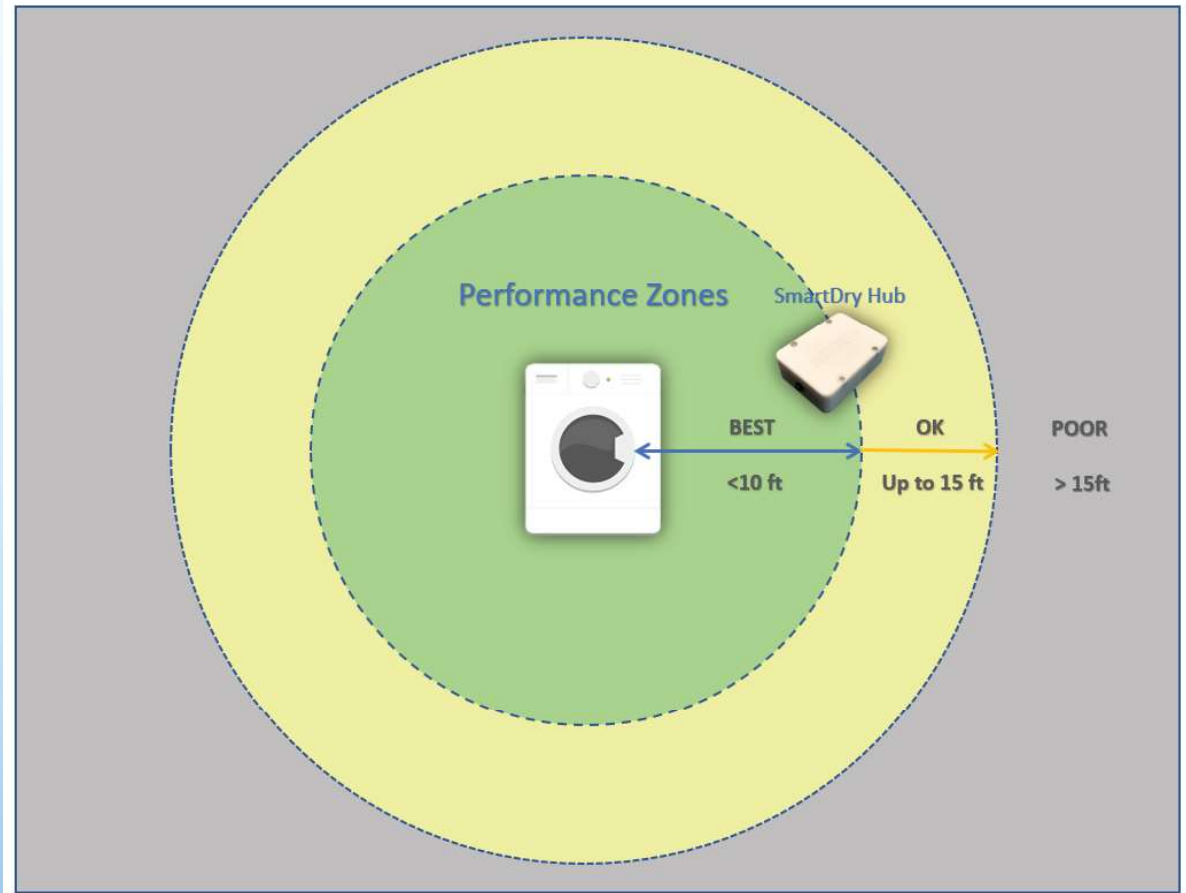 Performance Zones
SmartDry Hub
BEST
OK
POOR
<10 ft
Up to 15 ft
> 15ft